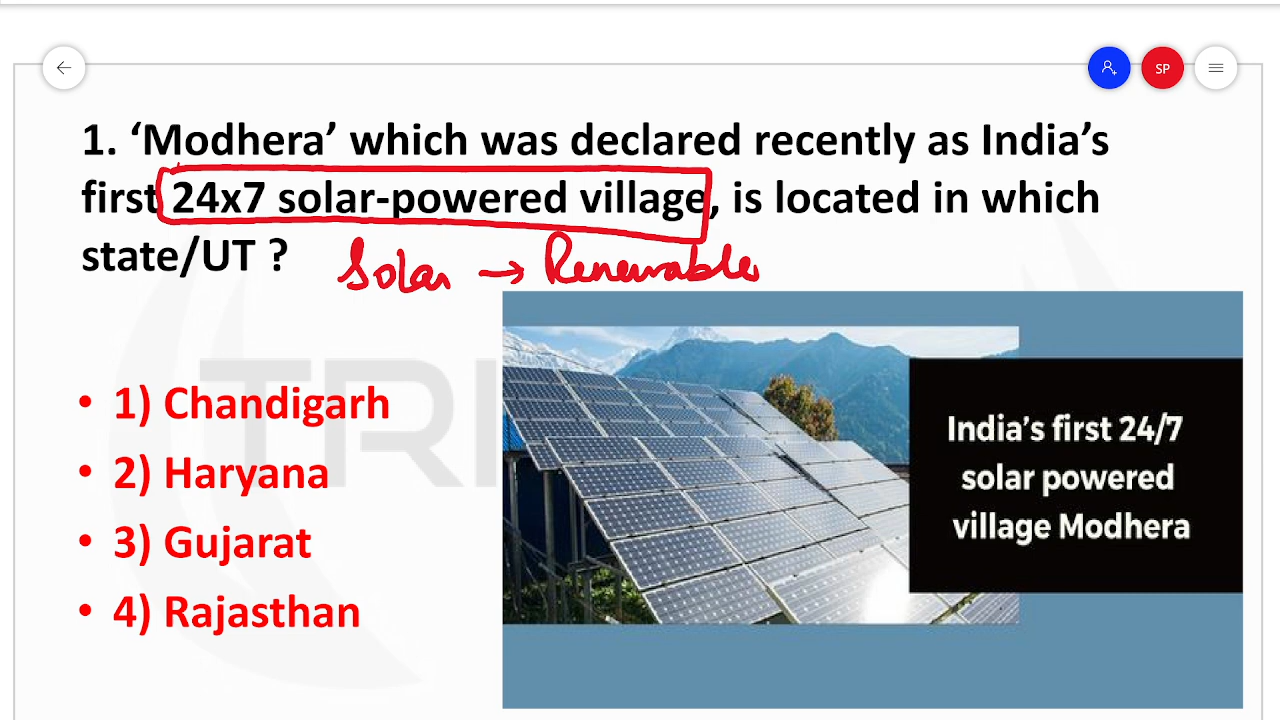 SP
1. ‘Modhera’ which was declared recently as India’s
first 24x7 solar-powered village, is located in which
state/UT ?
Solar → Renewable
• 1) Chandigarh
• 2) Haryana
• 3) Gujarat
• 4) Rajasthan
India’s first 24/7
solar powered
village Modhera